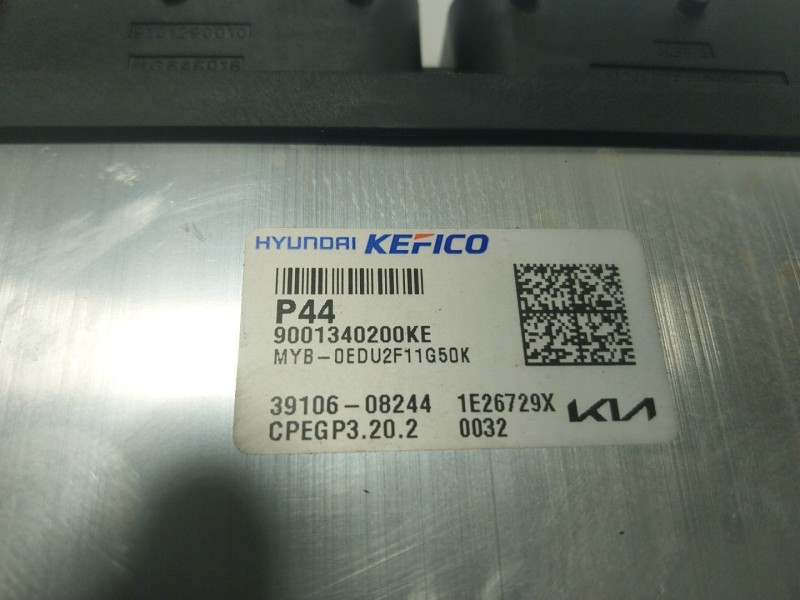 HYUNDAI KEFICO
P44
9001340200KE
MYB-0EDU2F11G50K
39106-08244 1E26729X KIA
CPEGP3.20.2 0032